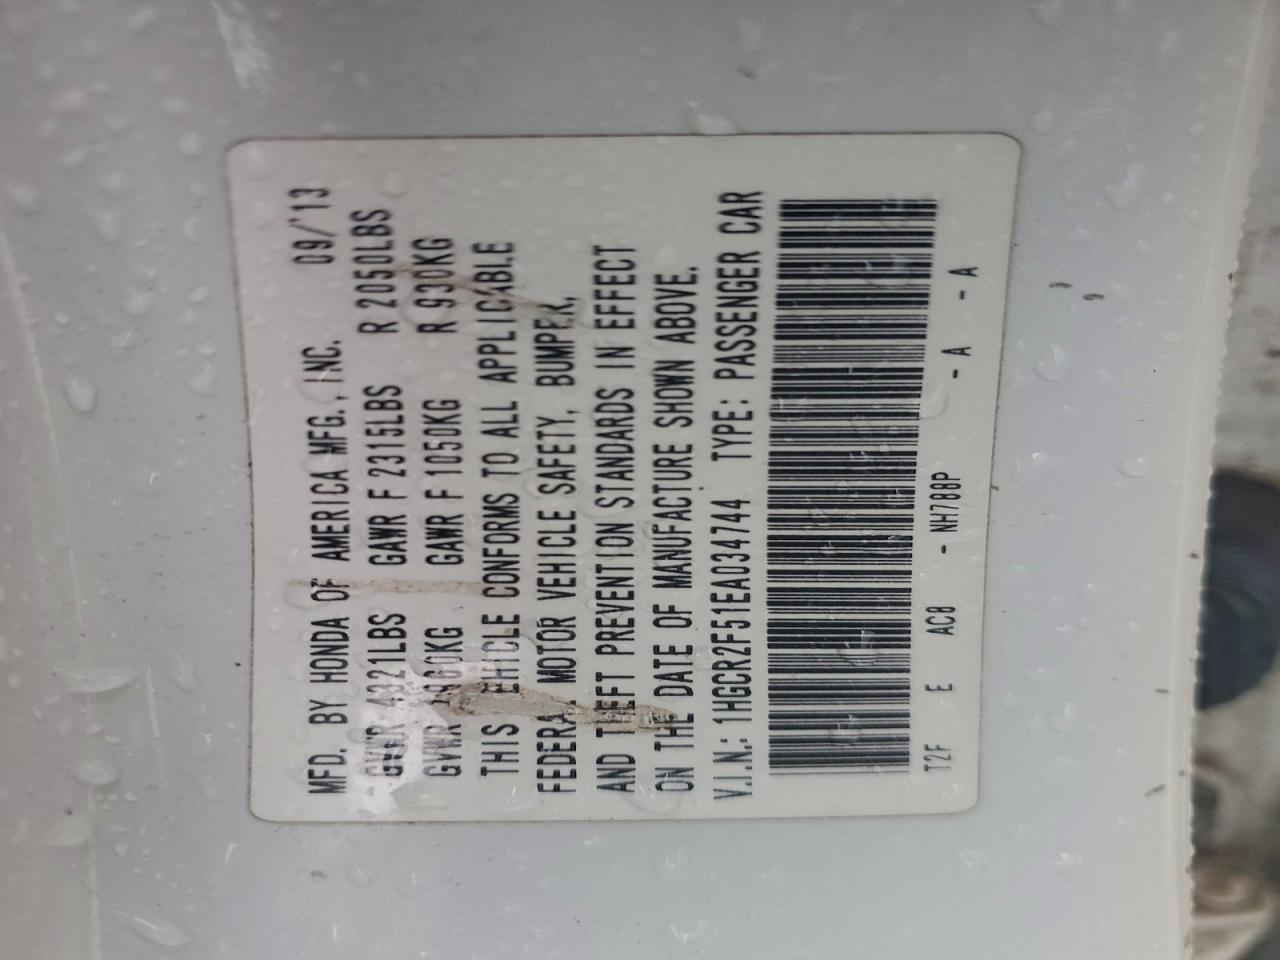 MFD. BY HONDA OF AMERICA MFG., INC. 09/'13
GVWR 4321LBS GAWR F 2315LBS R 2050LBS
GVWR GAWR F 1050KG R 930KG
THIS VEHICLE CONFORMS TO ALL APPLICABLE
FEDERAL MOTOR VEHICLE SAFETY, BUMPER,
AND THEFT PREVENTION STANDARDS IN EFFECT
ON THE DATE OF MANUFACTURE SHOWN ABOVE.
V.I.N.: 1HGCR2F51EA034744 TYPE: PASSENGER CAR
T2F E AC8 - NH788P - A - A